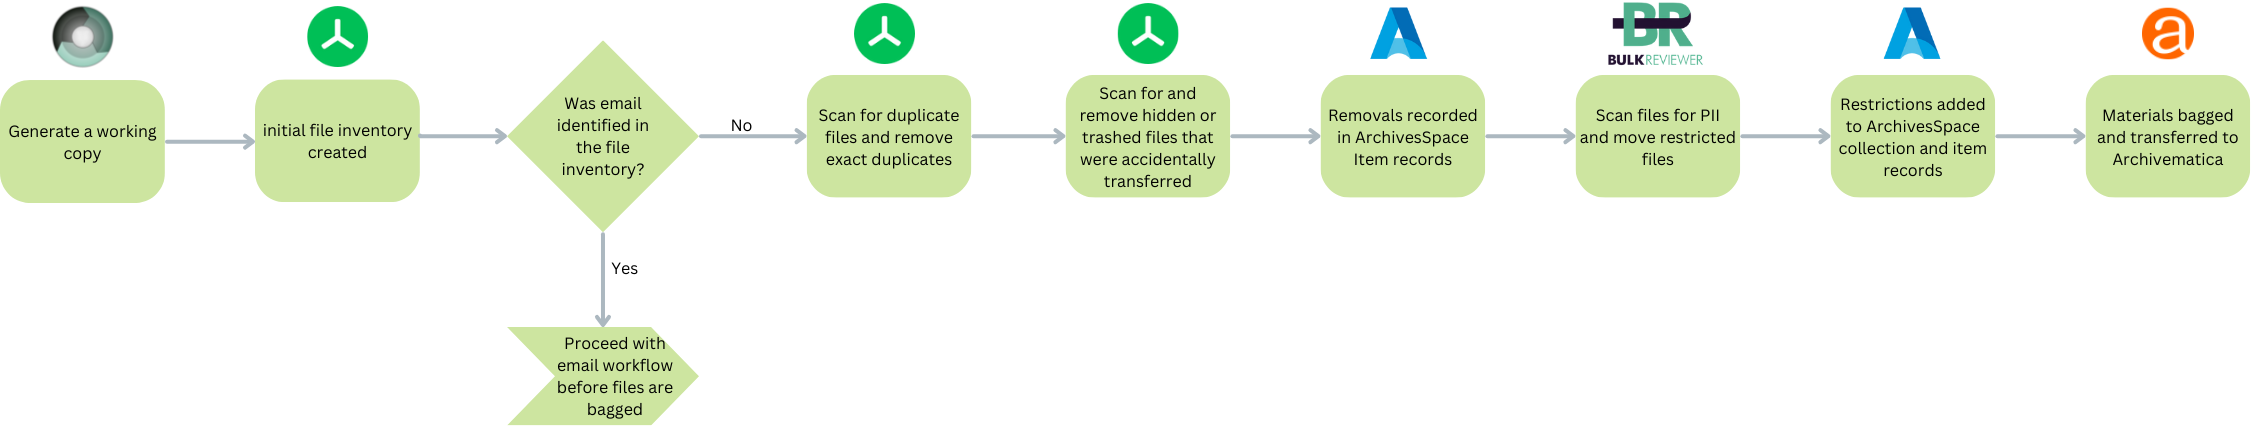 Generate a working
copy
initial file inventory
created
Was email
identified in
the file
inventory?
No
Yes
Proceed with
email workflow
before files are
bagged
Scan for duplicate
files and remove
exact duplicates
Scan for and
remove hidden or
trashed files that
were accidentally
transferred
Removals recorded
in ArchivesSpace
Item records
BR
BULKREVIEWER
Scan files for PII
and move restricted
files
Restrictions added
to ArchivesSpace
collection and item
records
a
Materials bagged
and transferred to
Archivematica